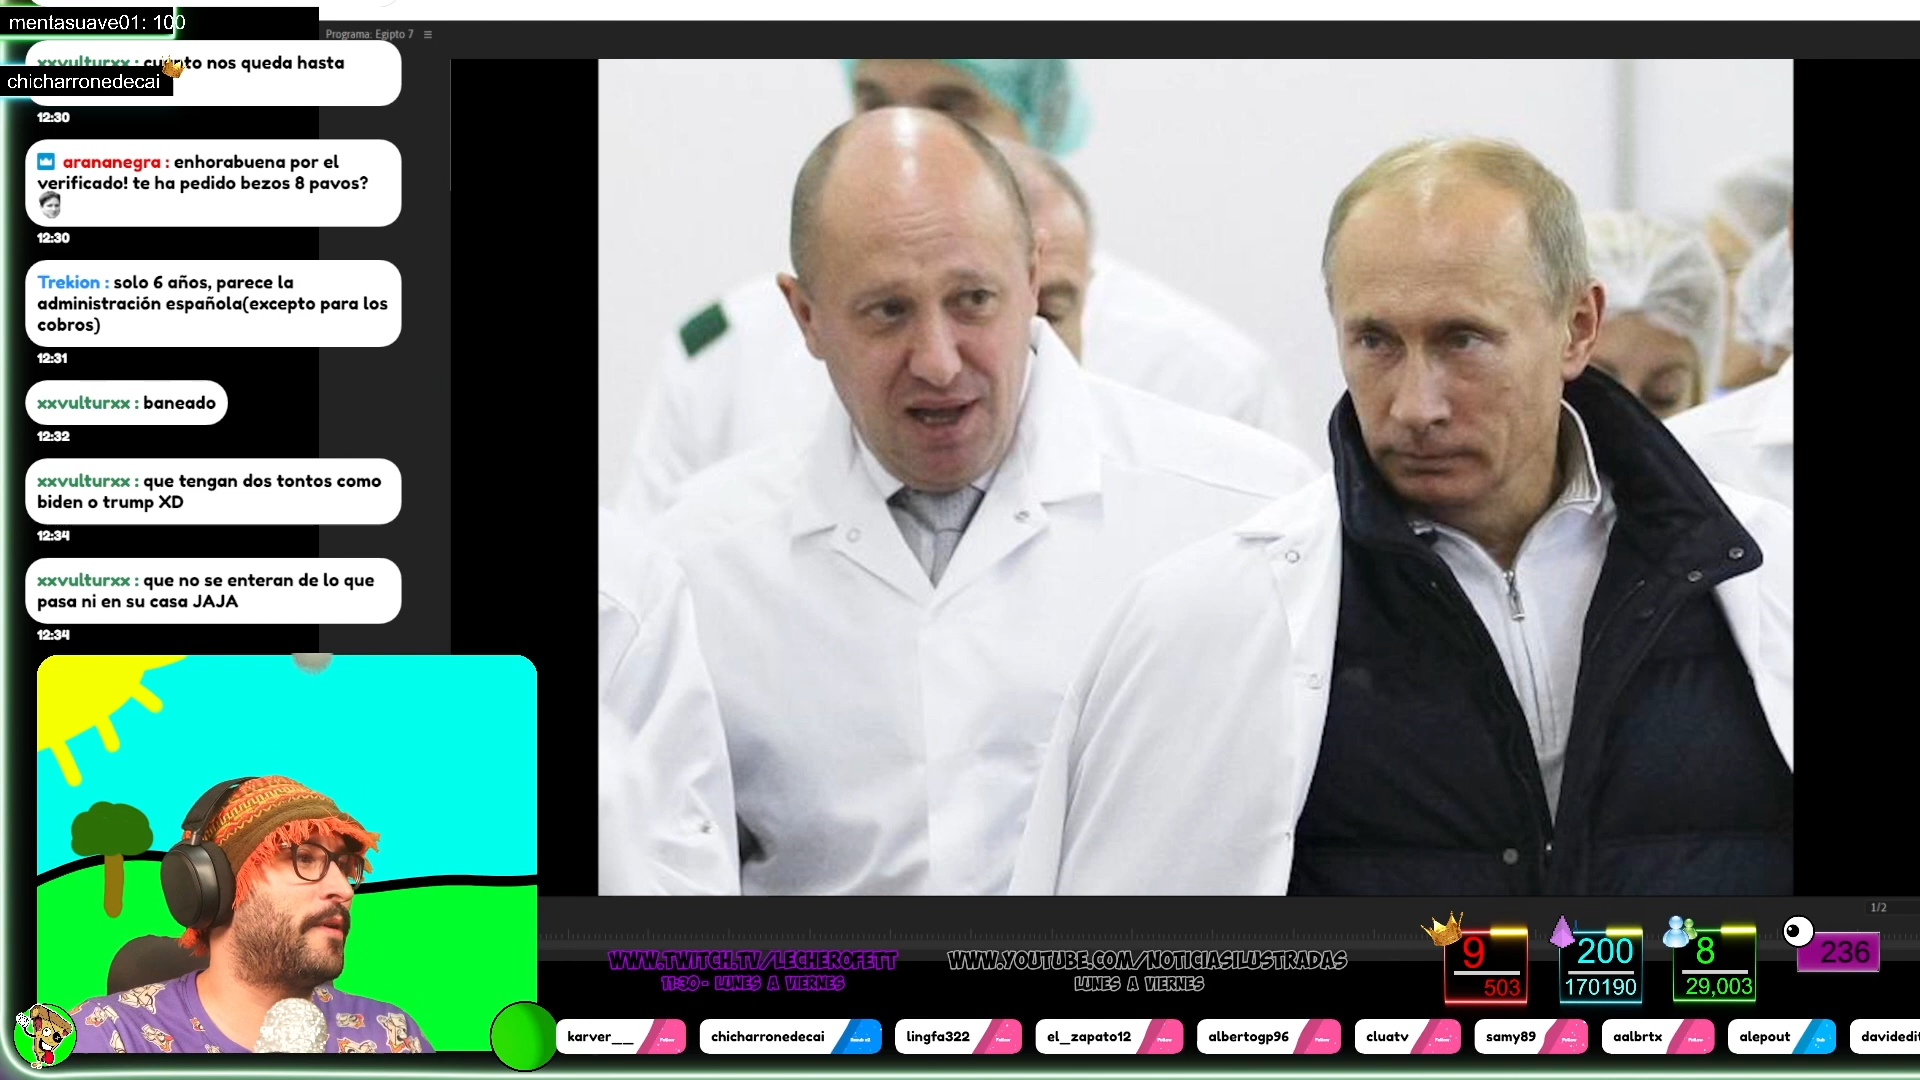 mentasuave01: 100
Programa: Egipto 7
xxvulturxx : cuánto nos queda hasta
chicharronedecai
12:30
arananegra : enhorabuena por el
verificado! te ha pedido bezos 8 pavos?
12:30
Trekion : solo 6 años, parece la
administración española(excepto para los
cobros)
12:31
xxvulturxx : baneado
12:32
xxvulturxx : que tengan dos tontos como
biden o trump XD
12:34
xxvulturxx : que no se enteran de lo que
pasa ni en su casa JAJA
12:34
1/2
WWW.TWITCH.TV/LECHEROFETT
11:30 - LUNES A VIERNES
WWW.YOUTUBE.COM/NOTICIASILUSTRADAS
LUNES A VIERNES
9
503
200
170190
8
29,003
236
karver__
chicharronedecai
lingfa322
el_zapato12
albertogp96
cluatv
samy89
aalbrtx
alepout
davidedit